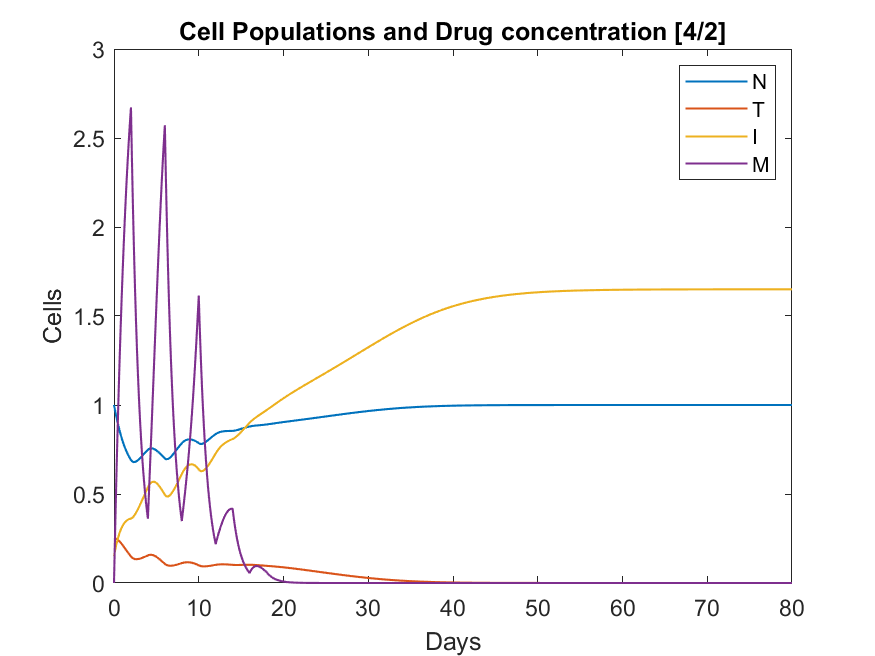 Cell Populations and Drug concentration [4/2]
3
2.5
2
1.5
1
0.5
0
Cells
N
T
I
M
0 10 20 30 40 50 60 70 80
Days